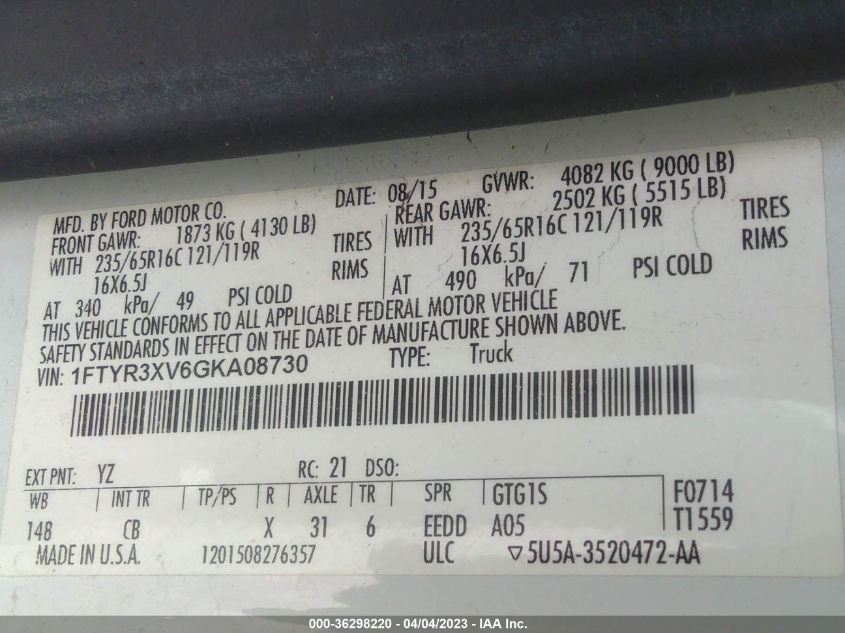 MFD. BY FORD MOTOR CO. DATE: 08/15 GVWR: 4082 KG ( 9000 LB)
FRONT GAWR: 1873 KG ( 4130 LB) REAR GAWR: 2502 KG ( 5515 LB)
WITH 235/65R16C 121/119R TIRES WITH 235/65R16C 121/119R TIRES
16X6.5J RIMS 16X6.5J RIMS
AT 340 kPa/ 49 PSI COLD AT 490 kPa/ 71 PSI COLD
THIS VEHICLE CONFORMS TO ALL APPLICABLE FEDERAL MOTOR VEHICLE
SAFETY STANDARDS IN EFFECT ON THE DATE OF MANUFACTURE SHOWN ABOVE.
VIN: 1FTYR3XV6GKA08730 TYPE: Truck
EXT PNT: YZ RC: 21 DSO:
WB INT TR TP/PS R AXLE TR SPR GTG1S F0714
148 CB X 31 6 EEDD A05 T1559
MADE IN U.S.A. 1201508276357 ULC ▽5U5A-3520472-AA
000-36298220 - 04/04/2023 - IAA Inc.